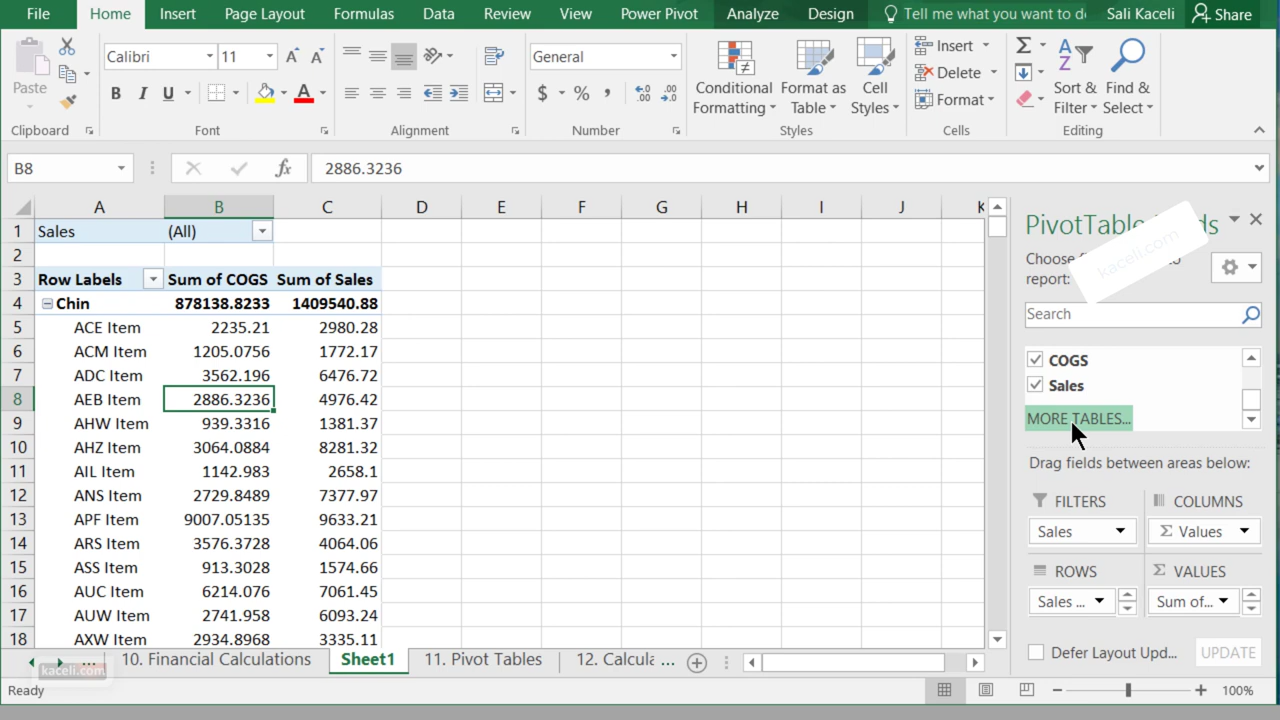 File Home Insert Page Layout Formulas Data Review View Power Pivot Analyze Design Tell me what you want to d Sali Kaceli Share
Paste
Clipboard
Calibri 11 A A
B I U A
Font
Alignment
General
$ % ,
Number
Conditional Formatting
Format as Table
Cell Styles
Styles
Insert
Delete
Format
Cells
Σ
A Z
Sort & Filter
Find & Select
Editing
B8 fx 2886.3236
A B C D E F G H I J K
1 Sales (All)
2
3 Row Labels Sum of COGS Sum of Sales
4 Chin 878138.8233 1409540.88
5 ACE Item 2235.21 2980.28
6 ACM Item 1205.0756 1772.17
7 ADC Item 3562.196 6476.72
8 AEB Item 2886.3236 4976.42
9 AHW Item 939.3316 1381.37
10 AHZ Item 3064.0884 8281.32
11 AIL Item 1142.983 2658.1
12 ANS Item 2729.8489 7377.97
13 APF Item 9007.05135 9633.21
14 ARS Item 3576.3728 4064.06
15 ASS Item 913.3028 1574.66
16 AUC Item 6214.076 7061.45
17 AUW Item 2741.958 6093.24
18 AXW Item 2934.8968 3335.11
PivotTable ds
kaceli.com
Choose to
report:
Search
COGS
Sales
MORE TABLES...
Drag fields between areas below:
FILTERS COLUMNS
Sales Σ Values
ROWS Σ VALUES
Sales ... Sum of...
Defer Layout Upd... UPDATE
... 10. Financial Calculations Sheet1 11. Pivot Tables 12. Calcula ...
kaceli.com
Ready 100%